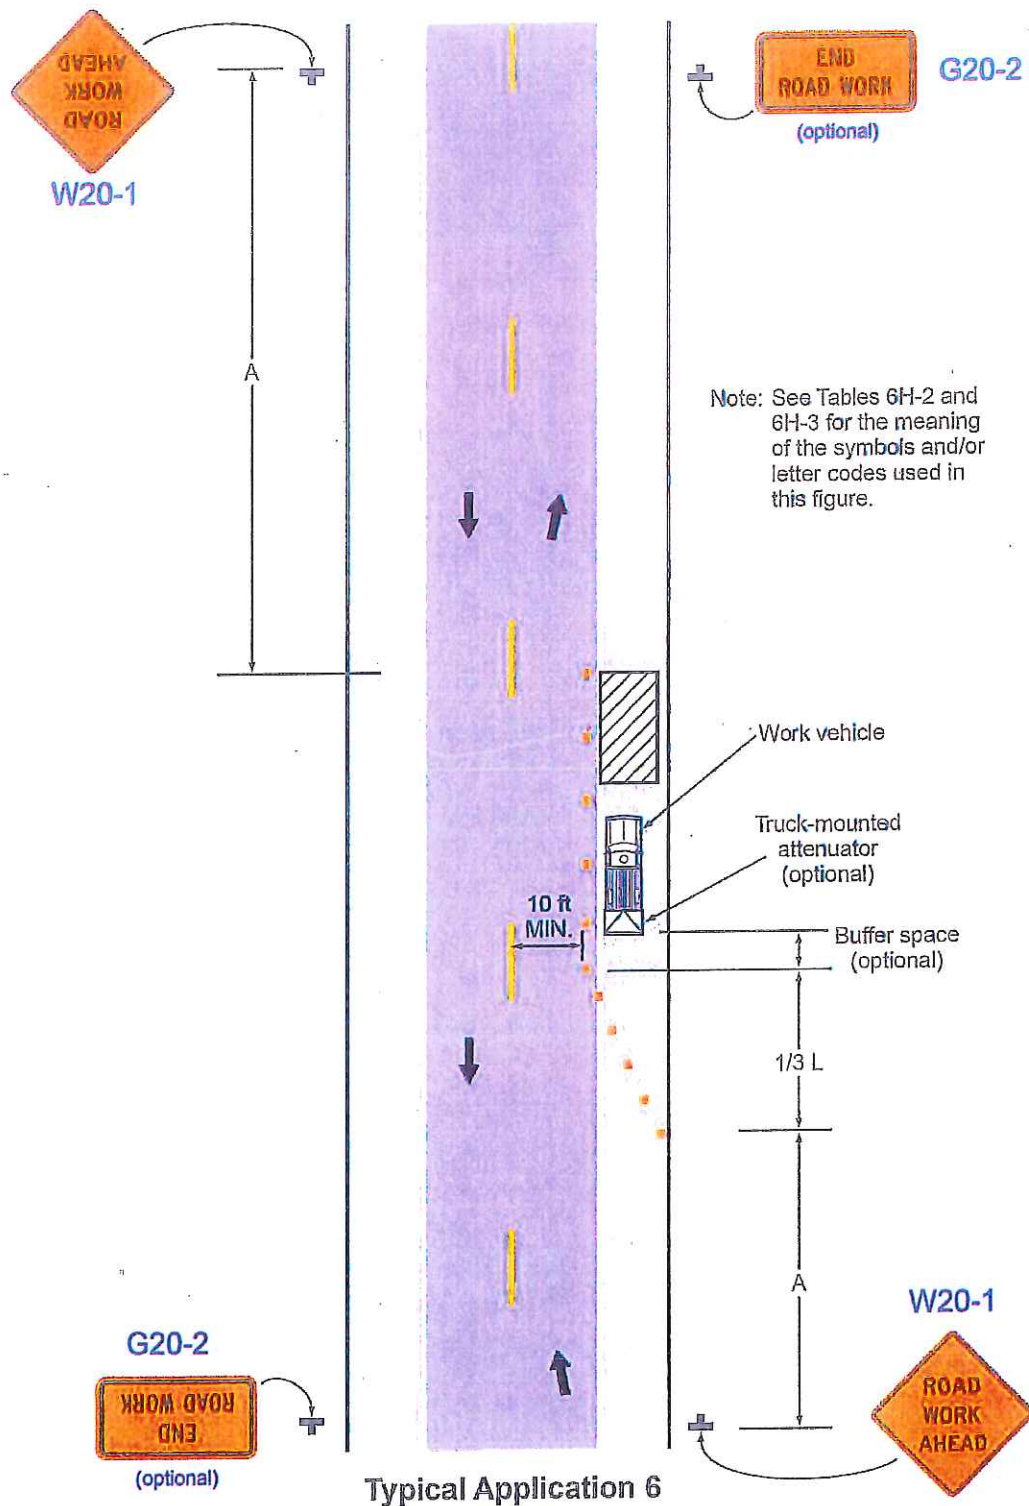 ROAD
WORK
AHEAD
W20-1
END
ROAD WORK
(optional)
G20-2
A
Note: See Tables 6H-2 and
6H-3 for the meaning
of the symbols and/or
letter codes used in
this figure.
Work vehicle
Truck-mounted
attenuator
(optional)
10 ft
MIN.
Buffer space
(optional)
1/3 L
A
G20-2
END
ROAD WORK
(optional)
W20-1
ROAD
WORK
AHEAD
Typical Application 6